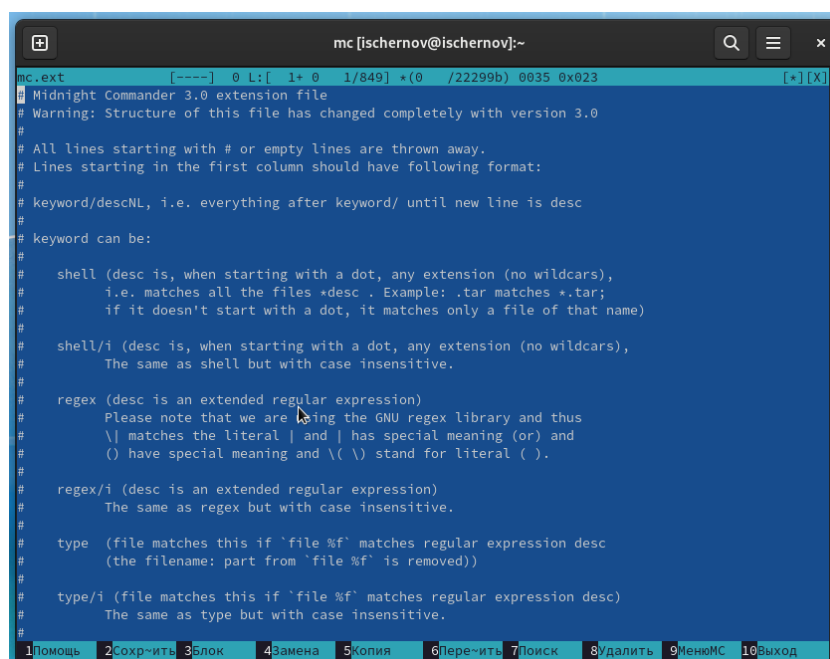 mc [ischernov@ischernov]:~
mc.ext [----] 0 L:[ 1+ 0 1/849] *(0 /22299b) 0035 0x023 [*][X]
# Midnight Commander 3.0 extension file
# Warning: Structure of this file has changed completely with version 3.0
#
# All lines starting with # or empty lines are thrown away.
# Lines starting in the first column should have following format:
#
# keyword/descNL, i.e. everything after keyword/ until new line is desc
#
# keyword can be:
#
# shell (desc is, when starting with a dot, any extension (no wildcars),
# i.e. matches all the files *desc . Example: .tar matches *.tar;
# if it doesn't start with a dot, it matches only a file of that name)
#
# shell/i (desc is, when starting with a dot, any extension (no wildcars),
# The same as shell but with case insensitive.
#
# regex (desc is an extended regular expression)
# Please note that we are using the GNU regex library and thus
# \| matches the literal | and | has special meaning (or) and
# () have special meaning and \( \) stand for literal ( ).
#
# regex/i (desc is an extended regular expression)
# The same as regex but with case insensitive.
#
# type (file matches this if `file %f` matches regular expression desc
# (the filename: part from `file %f` is removed))
#
# type/i (file matches this if `file %f` matches regular expression desc)
# The same as type but with case insensitive.
#
1Помощь 2Сохр~ить 3Блок 4Замена 5Копия 6Пере~ить 7Поиск 8Удалить 9МенюМС 10Выход